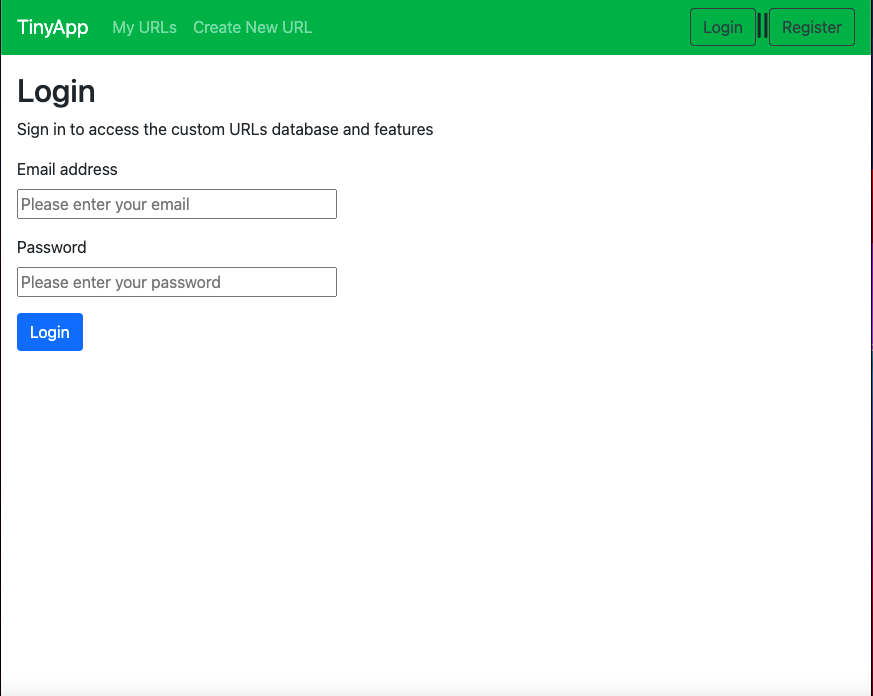 TinyApp My URLs Create New URL Login || Register
Login
Sign in to access the custom URLs database and features
Email address
Please enter your email
Password
Please enter your password
Login